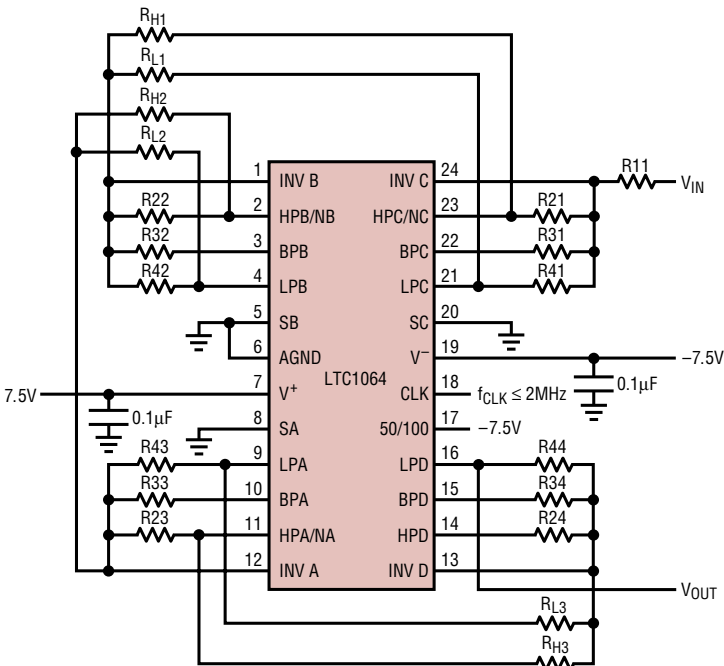 RH1
RL1
RH2
RL2
1 INV B INV C 24 R11 VIN
R22 2 HPB/NB HPC/NC 23 R21
R32 3 BPB BPC 22 R31
R42 4 LPB LPC 21 R41
5 SB SC 20
6 AGND V– 19 –7.5V
LTC1064
7.5V 7 V+ CLK 18 fCLK ≤ 2MHz 0.1µF
0.1µF 8 SA 50/100 17 –7.5V
R43 9 LPA LPD 16 R44
R33 10 BPA BPD 15 R34
R23 11 HPA/NA HPD 14 R24
12 INV A INV D 13
VOUT
RL3
RH3